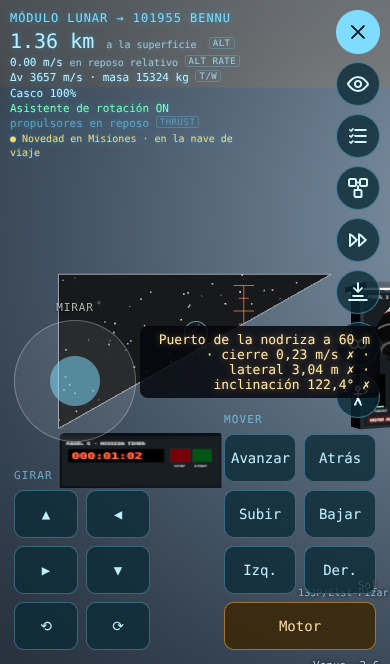 MÓDULO LUNAR → 101955 BENNU
1.36 km a la superficie ALT
0.00 m/s en reposo relativo ALT RATE
Δv 3657 m/s · masa 15324 kg T/W
Casco 100%
Asistente de rotación ON
propulsores en reposo THRUST
● Novedad en Misiones · en la nave de
viaje
MIRAR
Puerto de la nodriza a 60 m
· cierre 0,23 m/s ✗ ·
lateral 3,04 m ✗ ·
inclinación 122,4° ✗
MISSION TIMER
000:01:02
MOVER
GIRAR
Avanzar Atrás
▲ ◄ Subir Bajar
► ▼ Izq. Der.
Sol
⟲ ⟳ Motor